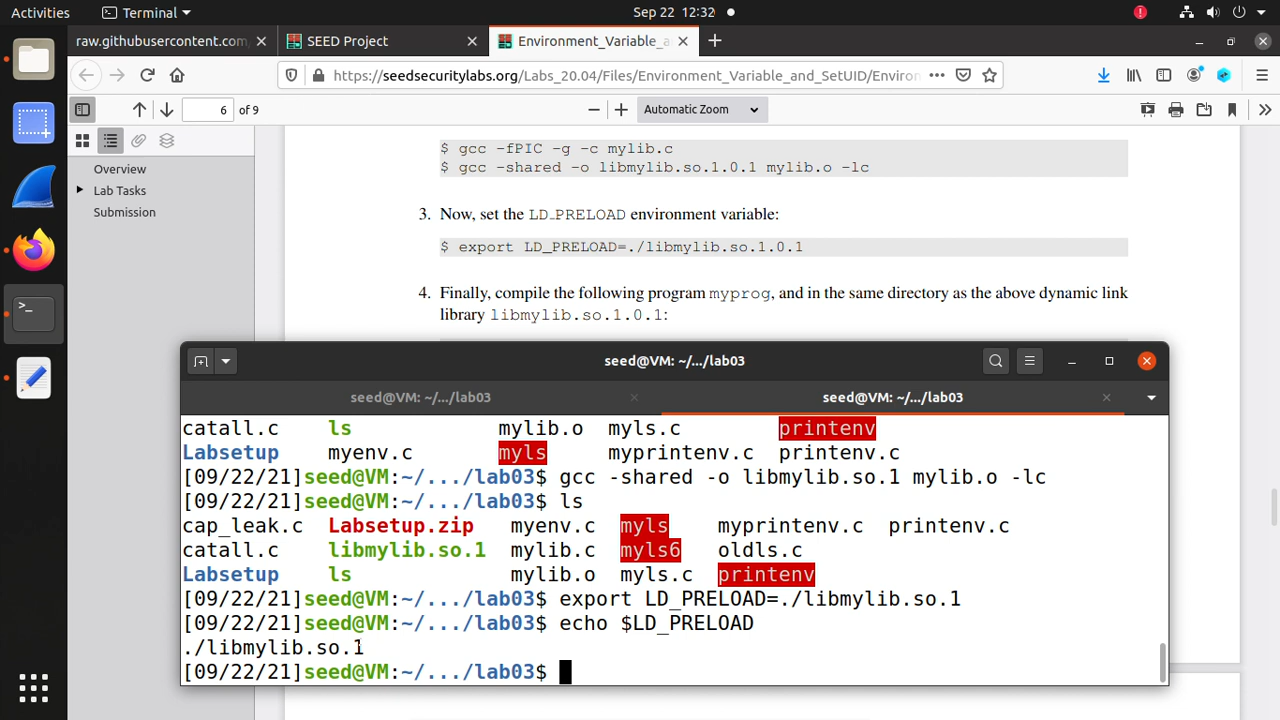 Activities Terminal Sep 22 12:32
raw.githubusercontent.com SEED Project Environment_Variable_a
https://seedsecuritylabs.org/Labs_20.04/Files/Environment_Variable_and_SetUID/Environ
6 of 9 Automatic Zoom
Overview
Lab Tasks
Submission
$ gcc -fPIC -g -c mylib.c
$ gcc -shared -o libmylib.so.1.0.1 mylib.o -lc
3. Now, set the LD_PRELOAD environment variable:
$ export LD_PRELOAD=./libmylib.so.1.0.1
4. Finally, compile the following program myprog, and in the same directory as the above dynamic link
library libmylib.so.1.0.1:
seed@VM: ~/.../lab03
seed@VM: ~/.../lab03 seed@VM: ~/.../lab03
catall.c ls mylib.o myls.c printenv
Labsetup myenv.c myls myprintenv.c printenv.c
[09/22/21]seed@VM:~/.../lab03$ gcc -shared -o libmylib.so.1 mylib.o -lc
[09/22/21]seed@VM:~/.../lab03$ ls
cap_leak.c Labsetup.zip myenv.c myls myprintenv.c printenv.c
catall.c libmylib.so.1 mylib.c myls6 oldls.c
Labsetup ls mylib.o myls.c printenv
[09/22/21]seed@VM:~/.../lab03$ export LD_PRELOAD=./libmylib.so.1
[09/22/21]seed@VM:~/.../lab03$ echo $LD_PRELOAD
./libmylib.so.1
[09/22/21]seed@VM:~/.../lab03$